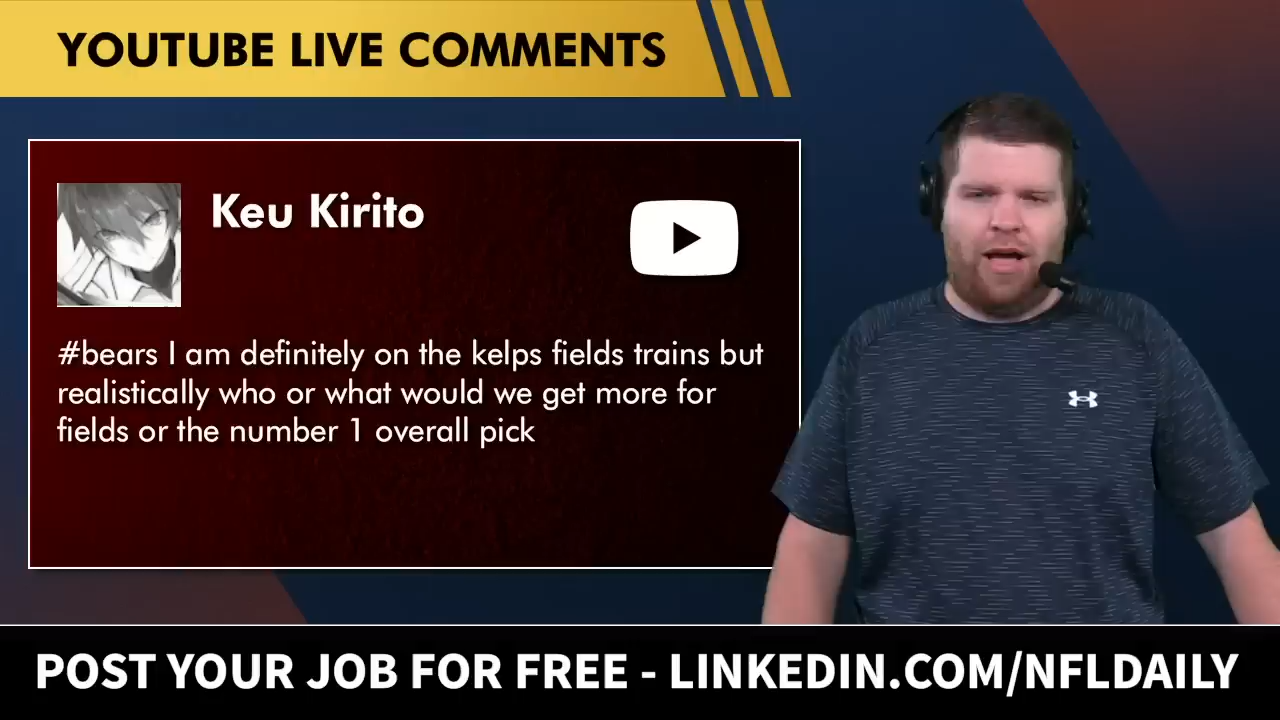 YOUTUBE LIVE COMMENTS
Keu Kirito
#bears I am definitely on the kelps fields trains but
realistically who or what would we get more for
fields or the number 1 overall pick
POST YOUR JOB FOR FREE - LINKEDIN.COM/NFLDAILY